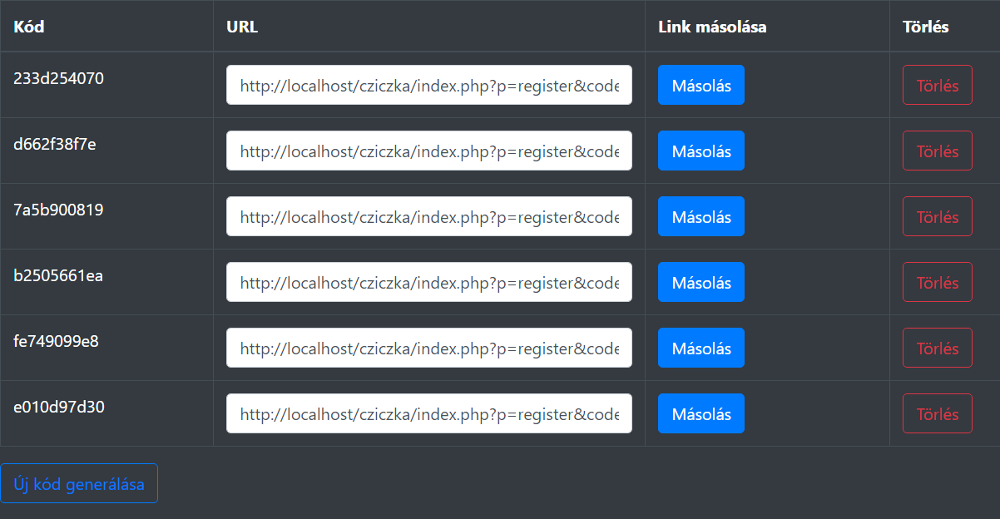 Kód URL Link másolása Törlés
233d254070 http://localhost/cziczka/index.php?p=register&code Másolás Törlés
d662f38f7e http://localhost/cziczka/index.php?p=register&code Másolás Törlés
7a5b900819 http://localhost/cziczka/index.php?p=register&code Másolás Törlés
b2505661ea http://localhost/cziczka/index.php?p=register&code Másolás Törlés
fe749099e8 http://localhost/cziczka/index.php?p=register&code Másolás Törlés
e010d97d30 http://localhost/cziczka/index.php?p=register&code Másolás Törlés
Új kód generálása